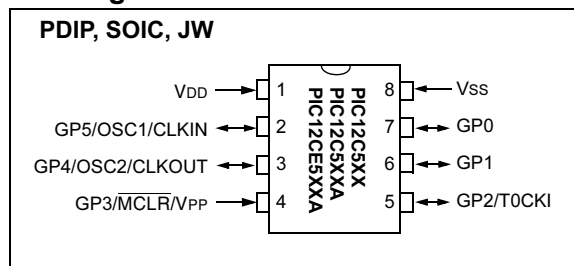 PDIP, SOIC, JW
VDD 1 8 VSS
GP5/OSC1/CLKIN 2 7 GP0
GP4/OSC2/CLKOUT 3 6 GP1
GP3/MCLR/VPP 4 5 GP2/T0CKI
PIC12C5XX
PIC12C5XXA
PIC12CE5XXA